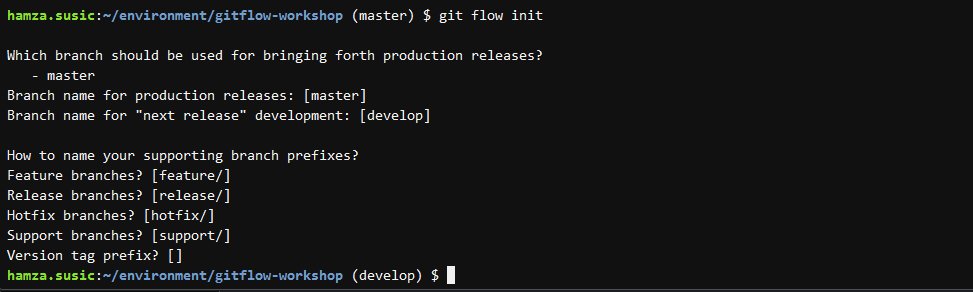 hamza.susic:~/environment/gitflow-workshop (master) $ git flow init
Which branch should be used for bringing forth production releases?
- master
Branch name for production releases: [master]
Branch name for "next release" development: [develop]
How to name your supporting branch prefixes?
Feature branches? [feature/]
Release branches? [release/]
Hotfix branches? [hotfix/]
Support branches? [support/]
Version tag prefix? []
hamza.susic:~/environment/gitflow-workshop (develop) $